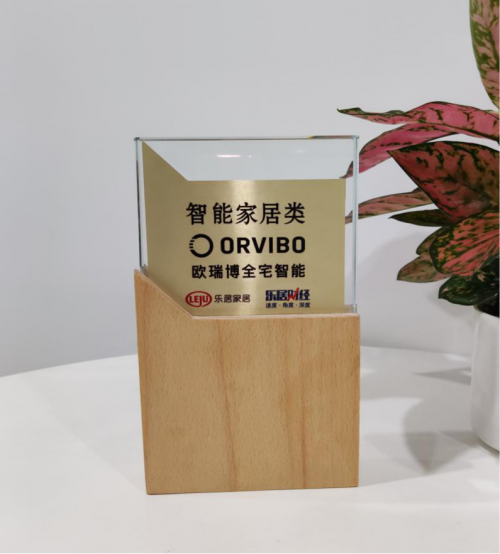 智能家居类
ORVIBO
欧瑞博全宅智能
LEJU 乐居家居 乐居财经
速度·角度·深度